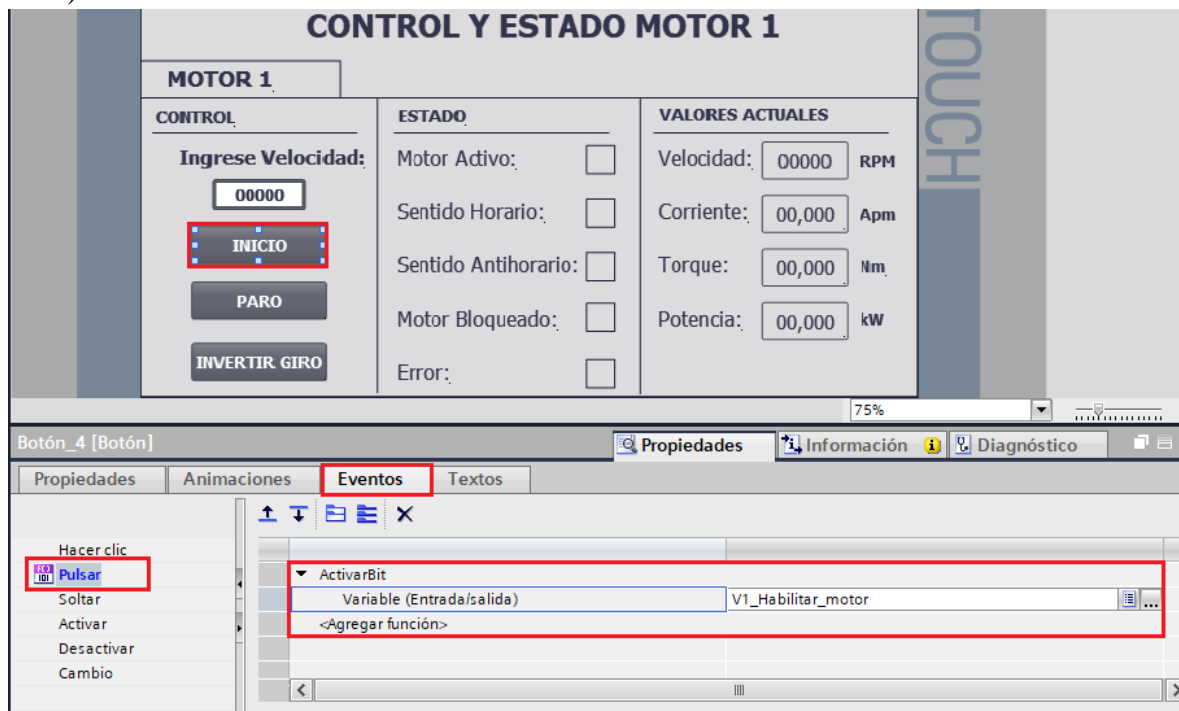 CONTROL Y ESTADO MOTOR 1
MOTOR 1
CONTROL
Ingrese Velocidad:
00000
INICIO
PARO
INVERTIR GIRO
ESTADO
Motor Activo:
Sentido Horario:
Sentido Antihorario:
Motor Bloqueado:
Error:
VALORES ACTUALES
Velocidad: 00000 RPM
Corriente: 00,000 Apm
Torque: 00,000 Nm
Potencia: 00,000 kW
TOUCH
75%
Botón_4 [Botón]
Propiedades Información Diagnóstico
Propiedades Animaciones Eventos Textos
Hacer clic
Pulsar
Soltar
Activar
Desactivar
Cambio
ActivarBit
Variable (Entrada/salida) V1_Habilitar_motor
<Agregar función>